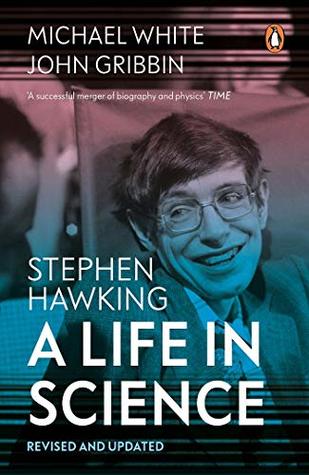 MICHAEL WHITE
JOHN GRIBBIN
'A successful merger of biography and physics' TIME
STEPHEN
HAWKING
A LIFE IN
SCIENCE
REVISED AND UPDATED